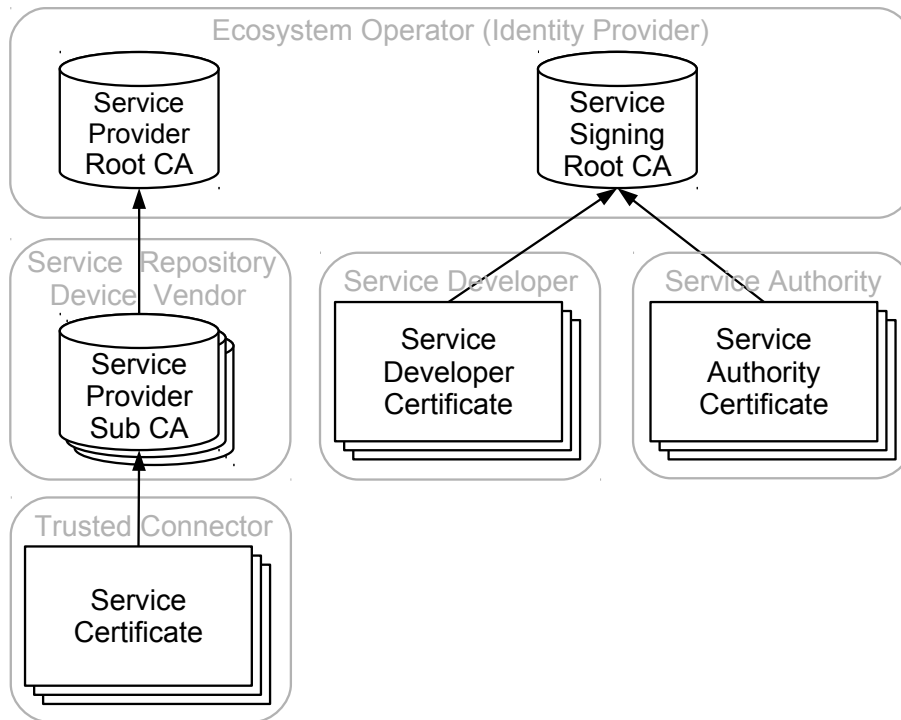 Ecosystem Operator (Identity Provider)
Service
Provider
Root CA
Service
Signing
Root CA
Service Repository
Device Vendor
Service
Provider
Sub CA
Service Developer
Service
Developer
Certificate
Service Authority
Service
Authority
Certificate
Trusted Connector
Service
Certificate